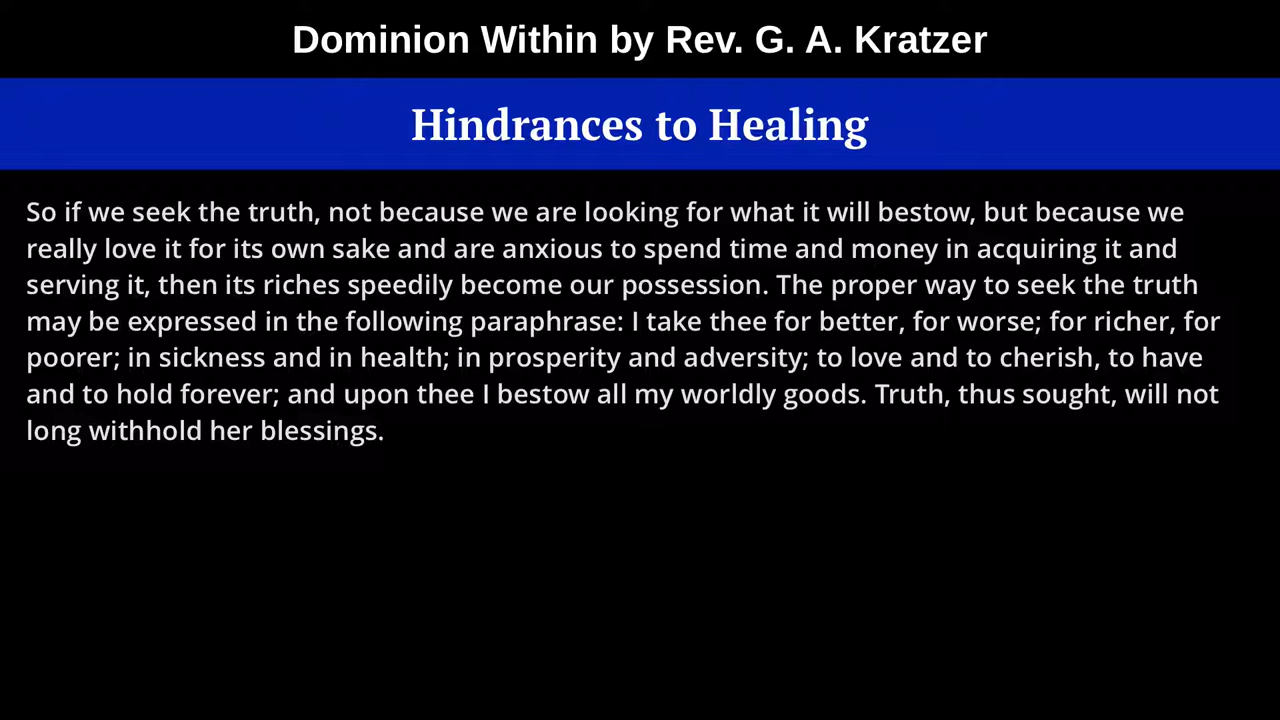 Dominion Within by Rev. G. A. Kratzer
Hindrances to Healing
So if we seek the truth, not because we are looking for what it will bestow, but because we
really love it for its own sake and are anxious to spend time and money in acquiring it and
serving it, then its riches speedily become our possession. The proper way to seek the truth
may be expressed in the following paraphrase: I take thee for better, for worse; for richer, for
poorer; in sickness and in health; in prosperity and adversity; to love and to cherish, to have
and to hold forever; and upon thee I bestow all my worldly goods. Truth, thus sought, will not
long withhold her blessings.